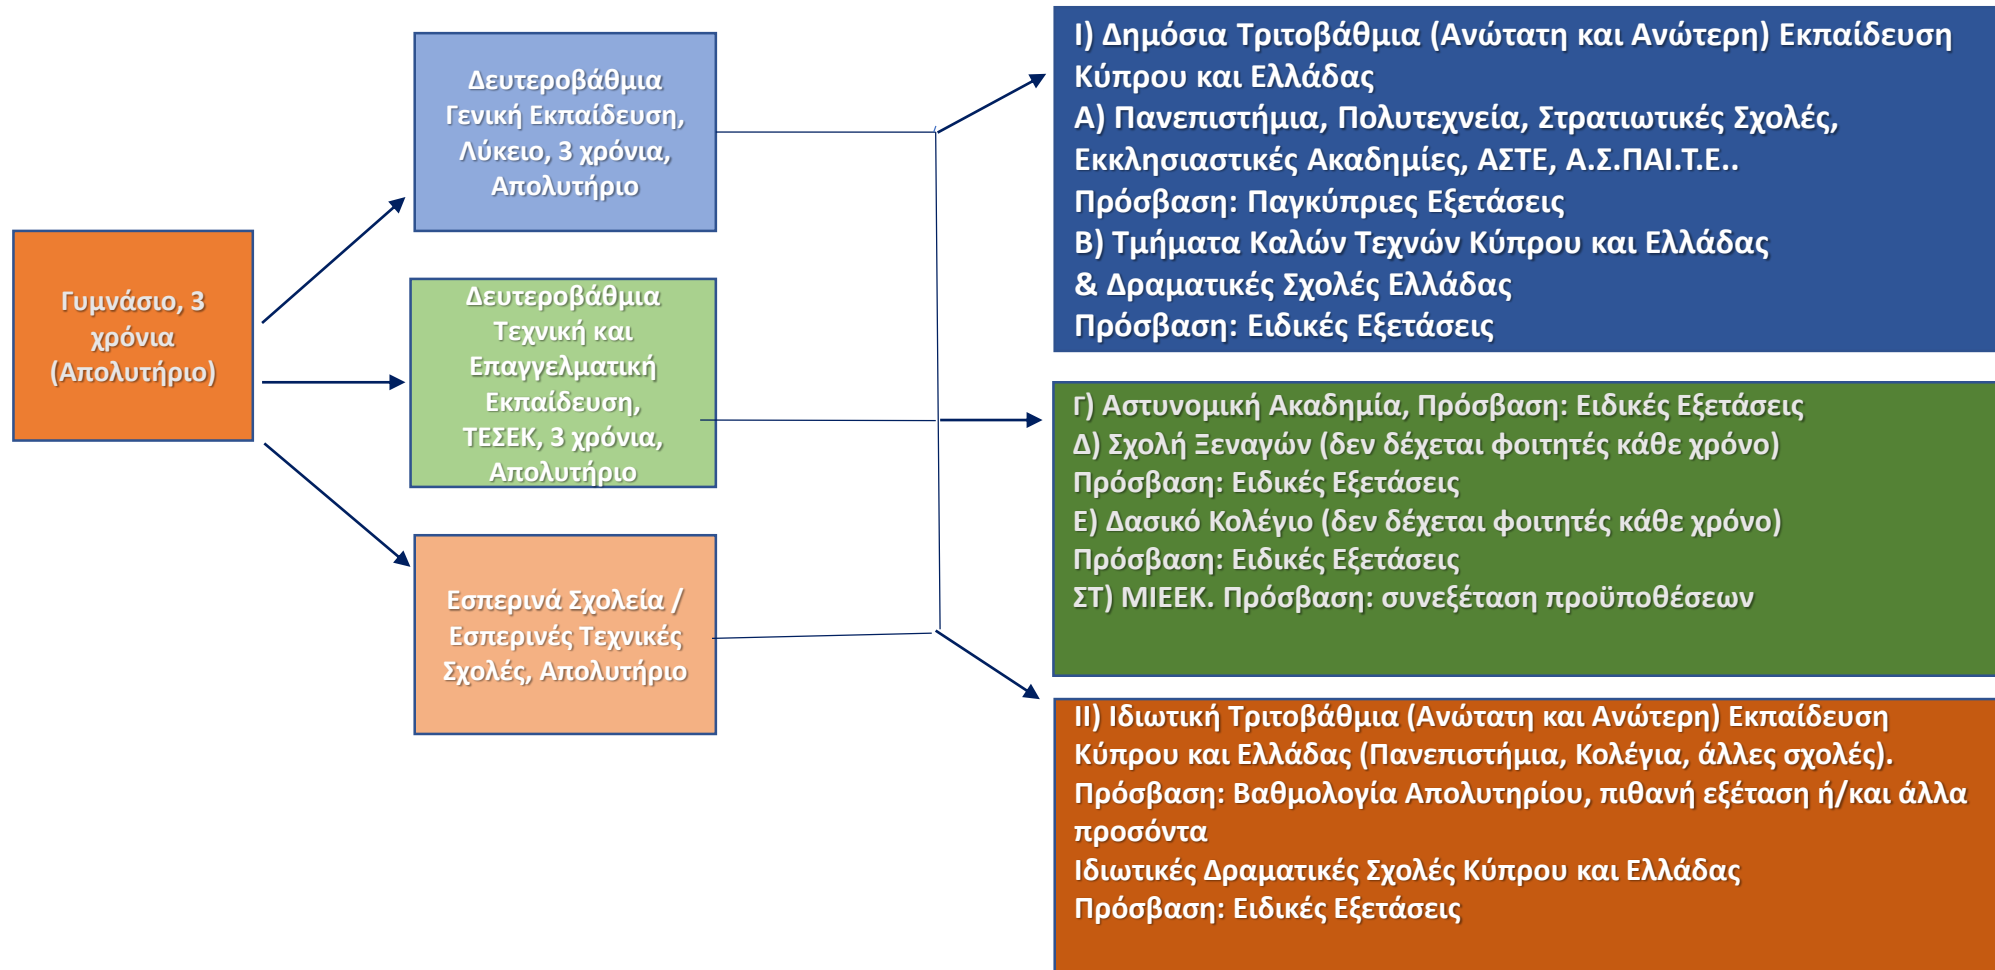 Γυμνάσιο, 3
χρόνια
(Απολυτήριο)
Δευτεροβάθμια
Γενική Εκπαίδευση,
Λύκειο, 3 χρόνια,
Απολυτήριο
Δευτεροβάθμια
Τεχνική και
Επαγγελματική
Εκπαίδευση,
ΤΕΣΕΚ, 3 χρόνια,
Απολυτήριο
Εσπερινά Σχολεία /
Εσπερινές Τεχνικές
Σχολές, Απολυτήριο
Ι) Δημόσια Τριτοβάθμια (Ανώτατη και Ανώτερη) Εκπαίδευση
Κύπρου και Ελλάδας
Α) Πανεπιστήμια, Πολυτεχνεία, Στρατιωτικές Σχολές,
Εκκλησιαστικές Ακαδημίες, ΑΣΤΕ, Α.Σ.ΠΑΙ.Τ.Ε..
Πρόσβαση: Παγκύπριες Εξετάσεις
Β) Τμήματα Καλών Τεχνών Κύπρου και Ελλάδας
& Δραματικές Σχολές Ελλάδας
Πρόσβαση: Ειδικές Εξετάσεις
Γ) Αστυνομική Ακαδημία, Πρόσβαση: Ειδικές Εξετάσεις
Δ) Σχολή Ξεναγών (δεν δέχεται φοιτητές κάθε χρόνο)
Πρόσβαση: Ειδικές Εξετάσεις
Ε) Δασικό Κολέγιο (δεν δέχεται φοιτητές κάθε χρόνο)
Πρόσβαση: Ειδικές Εξετάσεις
ΣΤ) ΜΙΕΕΚ. Πρόσβαση: συνεξέταση προϋποθέσεων
ΙΙ) Ιδιωτική Τριτοβάθμια (Ανώτατη και Ανώτερη) Εκπαίδευση
Κύπρου και Ελλάδας (Πανεπιστήμια, Κολέγια, άλλες σχολές).
Πρόσβαση: Βαθμολογία Απολυτηρίου, πιθανή εξέταση ή/και άλλα
προσόντα
Ιδιωτικές Δραματικές Σχολές Κύπρου και Ελλάδας
Πρόσβαση: Ειδικές Εξετάσεις